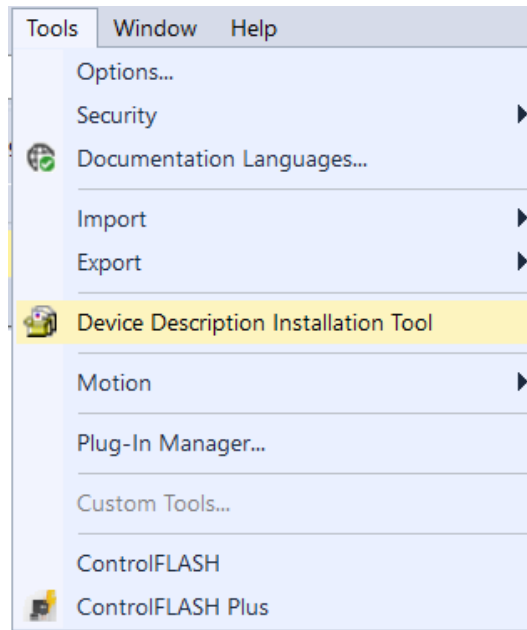 Tools Window Help
Options...
Security
Documentation Languages...
Import
Export
Device Description Installation Tool
Motion
Plug-In Manager...
Custom Tools...
ControlFLASH
ControlFLASH Plus